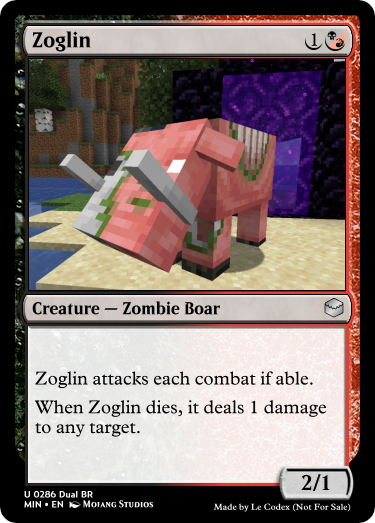 Zoglin 1
Creature — Zombie Boar
Zoglin attacks each combat if able.
When Zoglin dies, it deals 1 damage
to any target.
2/1
U 0286 Dual BR
MIN • EN Mojang Studios
Made by Le Codex (Not For Sale)